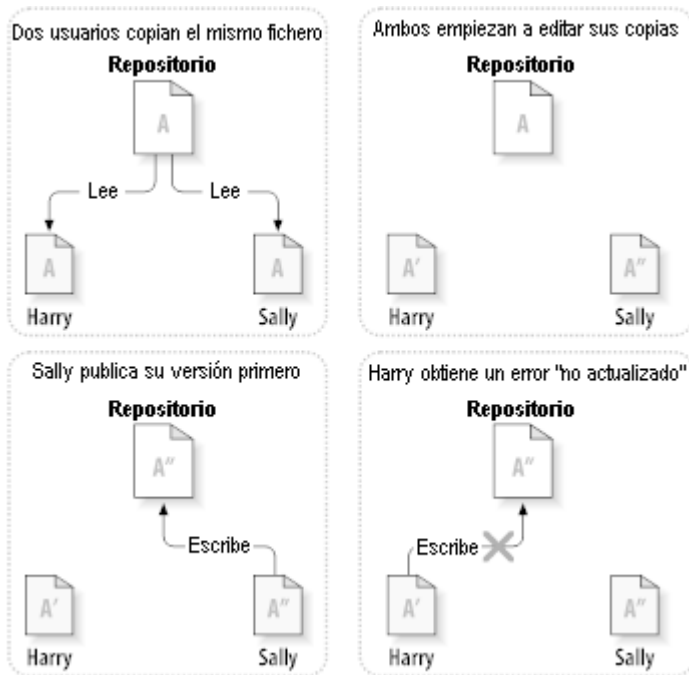 Dos usuarios copian el mismo fichero
Repositorio
A
Lee
Lee
A
A
Harry
Sally
Ambos empiezan a editar sus copias
Repositorio
A
A'
A"
Harry
Sally
Sally publica su versión primero
Repositorio
A"
Escribe
A'
A"
Harry
Sally
Harry obtiene un error "no actualizado"
Repositorio
A"
Escribe
A'
A"
Harry
Sally